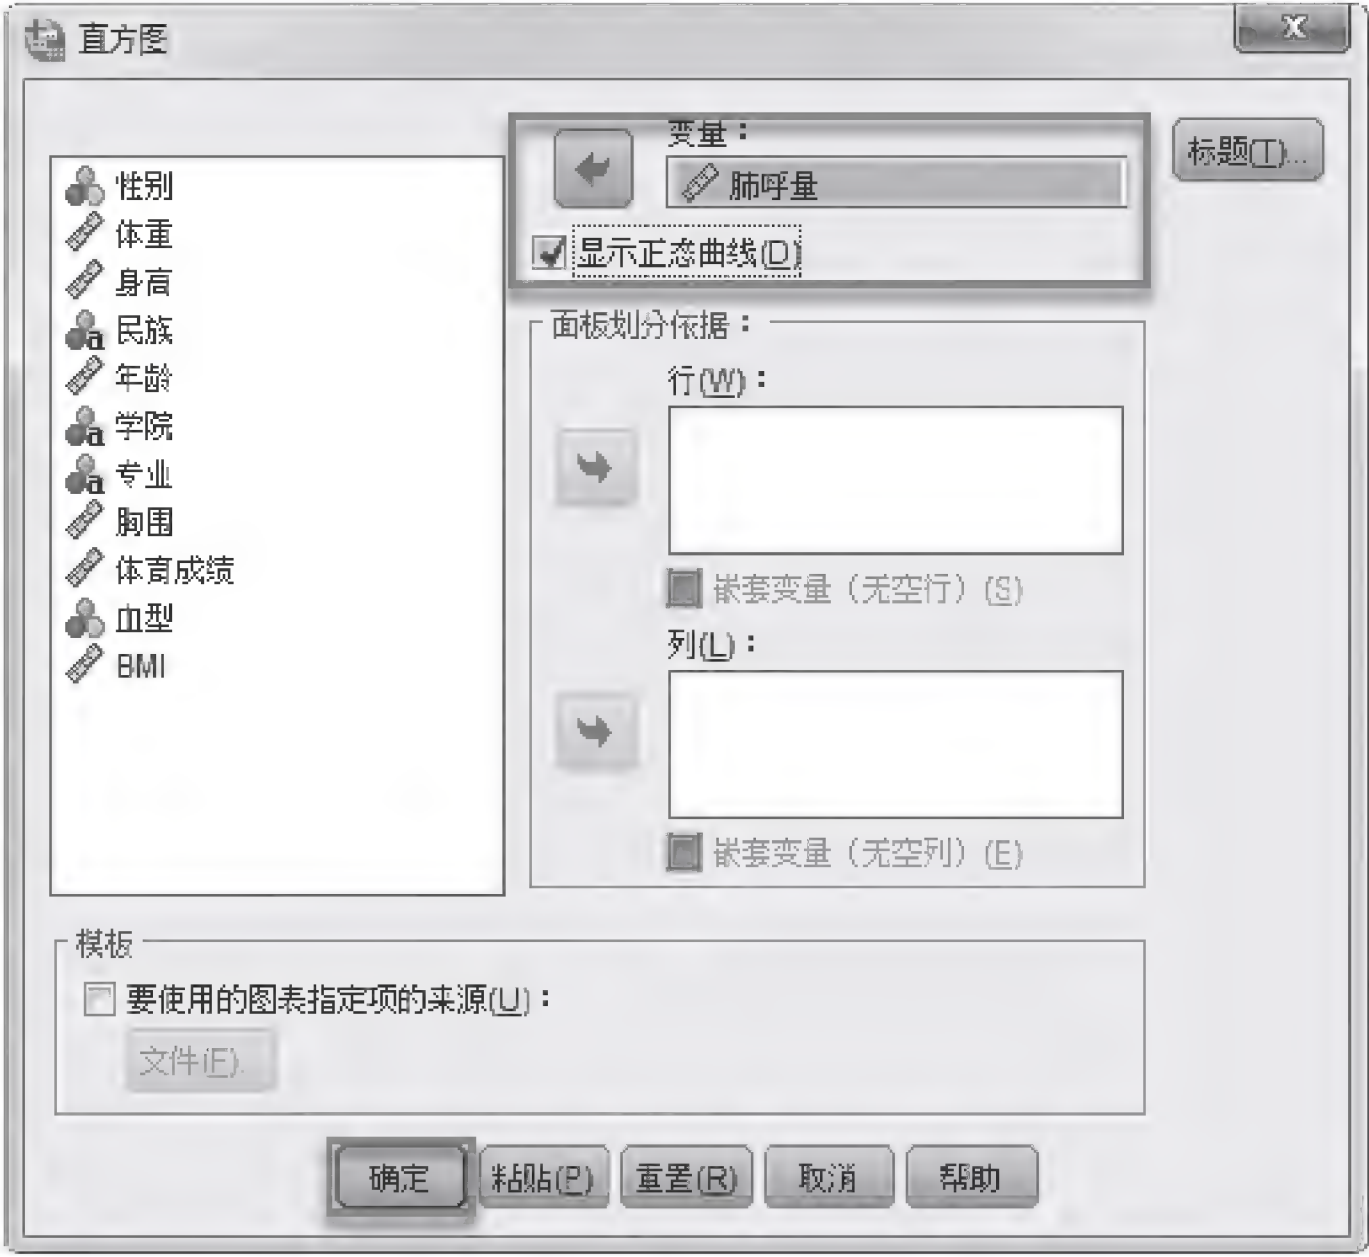 直方图
X
变量：
肺呼量
显示正态曲线(D)
标题(T)...
性别
体重
身高
民族
年龄
学院
专业
胸围
体育成绩
血型
BMI
面板划分依据：
行(W)：
嵌套变量（无空行）(S)
列(L)：
嵌套变量（无空列）(E)
模板
要使用的图表指定项的来源(U)：
文件(F)..
确定
粘贴(P)
重置(R)
取消
帮助